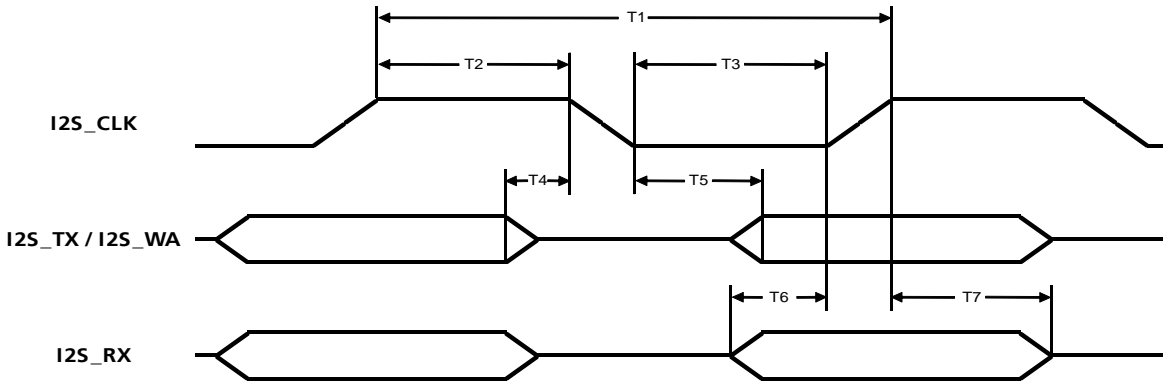 T1
T2
T3
I2S_CLK
T4
T5
I2S_TX / I2S_WA
T6
T7
I2S_RX